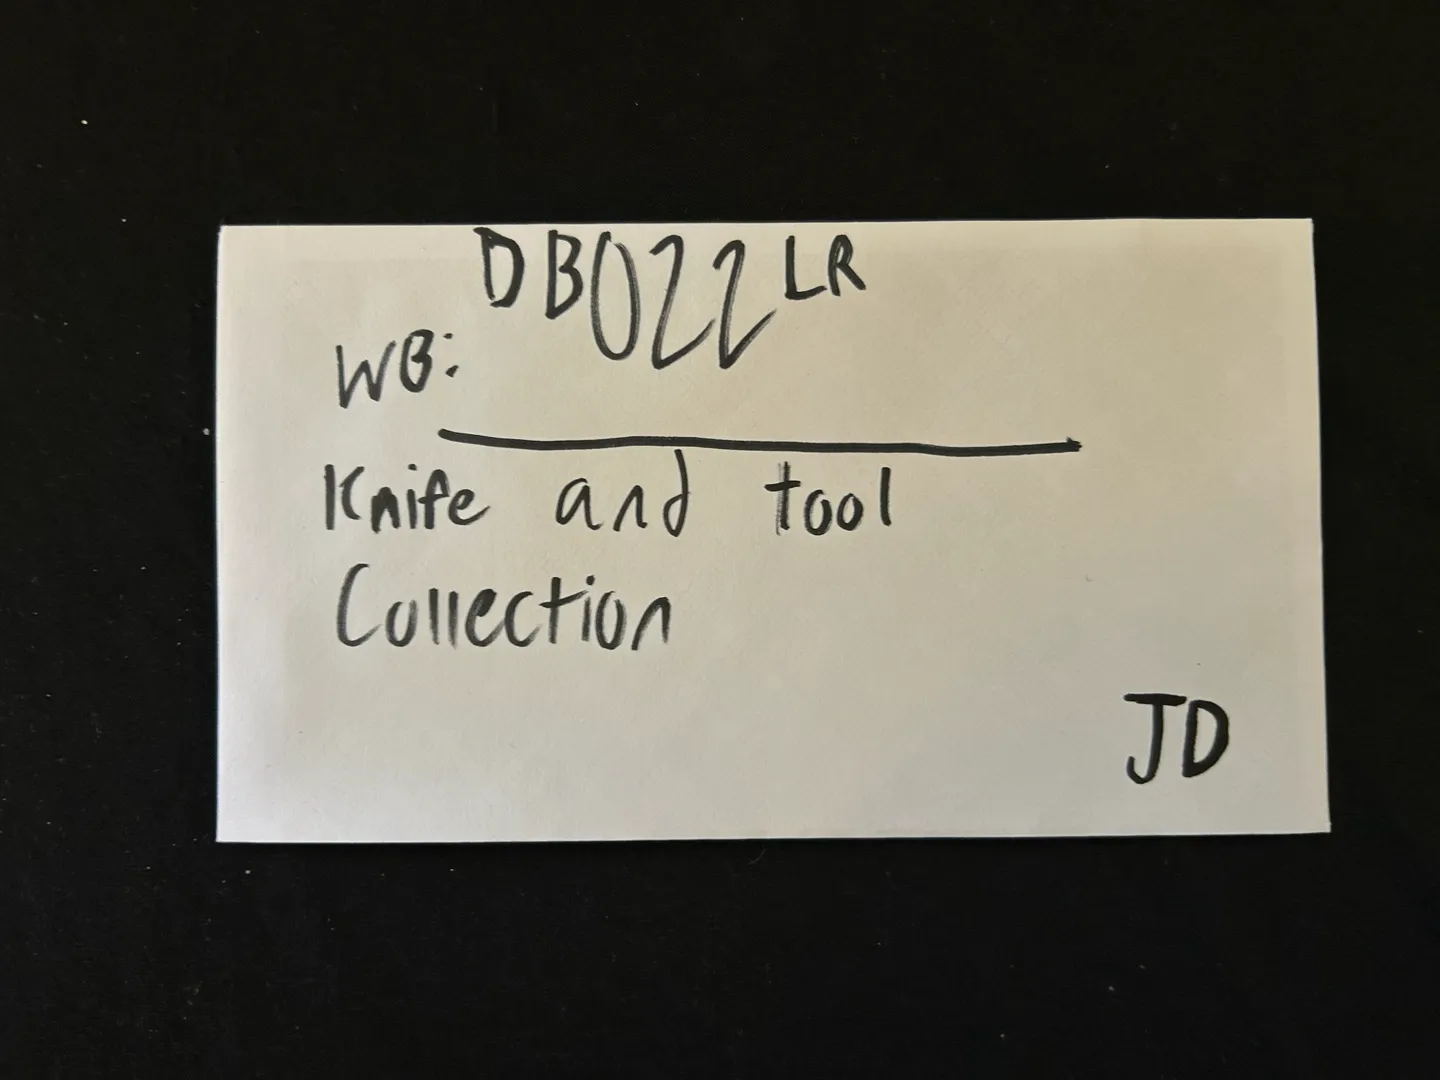 DB022LR
WB:
Knife and tool
Collection
JD